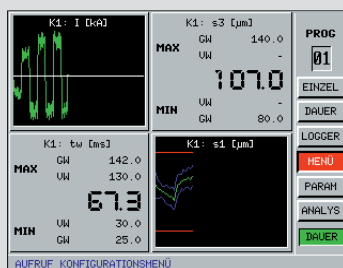 K1: I [kA]
K1: s3 [µm]
MAX GW 140.0
VW -
107.0
MIN VW -
GW 80.0
K1: tw [ms]
MAX GW 142.0
VW 130.0
67.3
MIN VW 30.0
GW 25.0
K1: s1 [µm]
PROG
01
EINZEL
DAUER
LOGGER
MENÜ
PARAM
ANALYS
DAUER
AUFRUF KONFIGURATIONSMENÜ